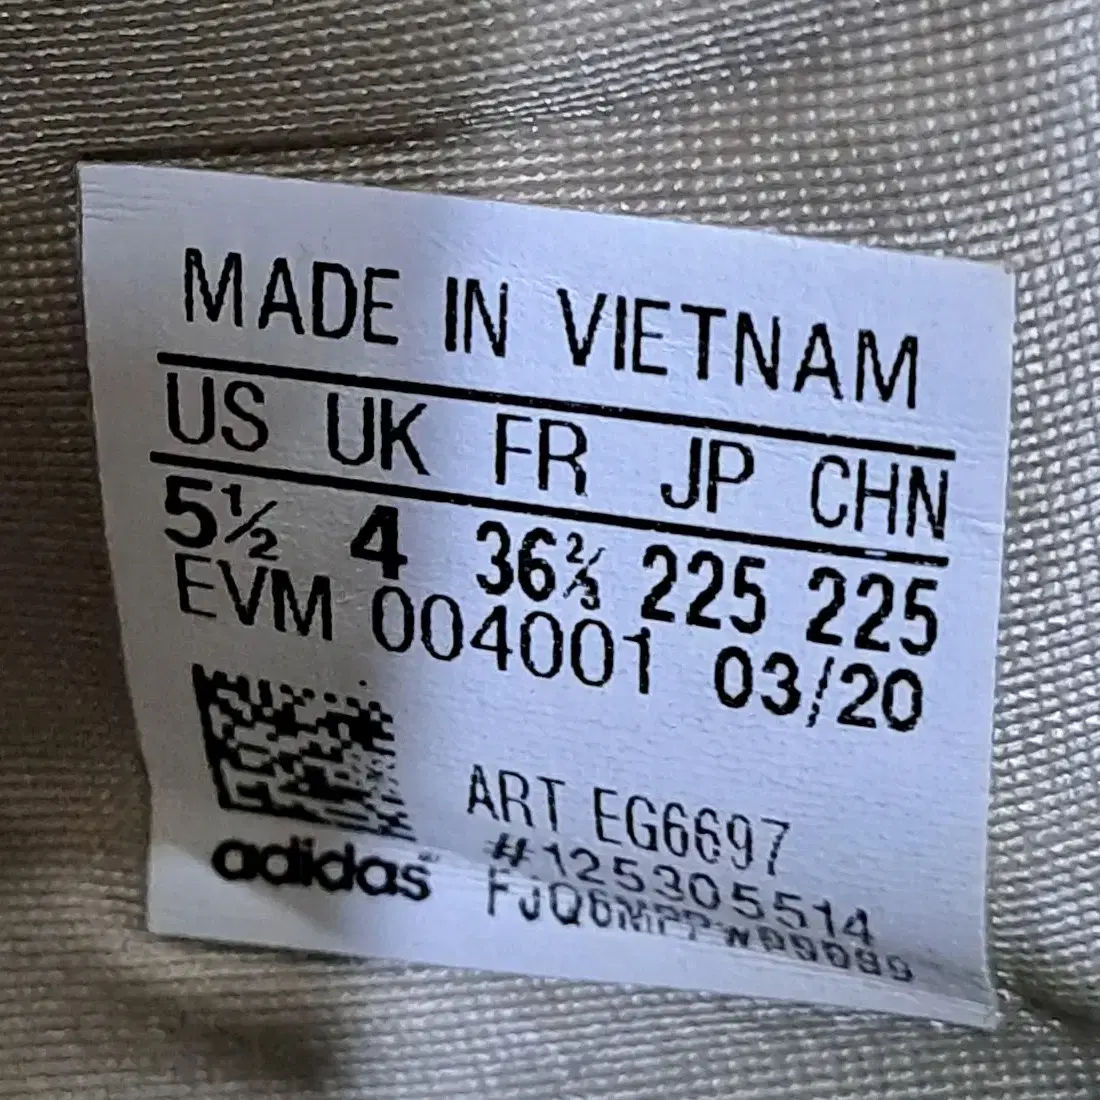 MADE IN VIETNAM
US UK FR JP CHN
5½ 4 36⅔ 225 225
EVM 004001 03/20
ART EG6697
#125305514
adidas